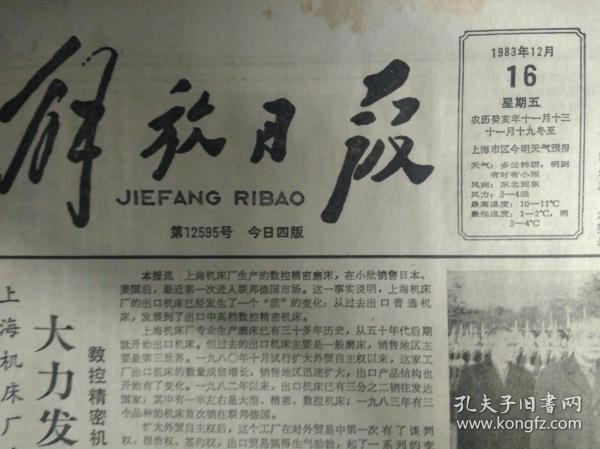 解放日报
JIEFANG RIBAO
第12595号 今日四版
1983年12月
16
星期五
农历癸亥年十一月十三
十一月十九冬至
上海市区今明天气预报
天气：多云转阴，明阴
有时有小雨
风向：东北到东
风力：3—4级
最高温度：10—11℃
最低温度：1—2℃，明
3—4℃
上海机床厂
大力发
数控精密机
本报讯 上海机床厂生产的数控精密磨床，在小批销售日本、
美国后，最近第一次进入联邦德国市场。这一事实说明，上海机床
厂的出口机床已经发生了一个“质”的变化：从过去出口普通机
床，发展到了出口中高档数控精密机床。
上海机床厂专业生产磨床已有三十多年历史，从五十年代后期
就开始出口机床。但过去的出口机床主要是一般磨床，销售地区主
要是第三世界。一九八〇年十月试行扩大外贸自主权以来，这家工
厂出口机床的数量成倍增长，销售地区迅速扩大，出口产品结构也
开始有了变化。一九八二年以来，出口机床已有三分之二销往发达
国家；其中有一半左右是大型、精密、数控机床；一九八三年有三
个品种的机床首次销往联邦德国。
扩大外贸自主权后，这个工厂在对外贸易中第一次有了谈判
权、报价权、签约权，出口贸易搞得生气勃勃，起了一系列的变
孔夫子旧书网
www.kongfz.com